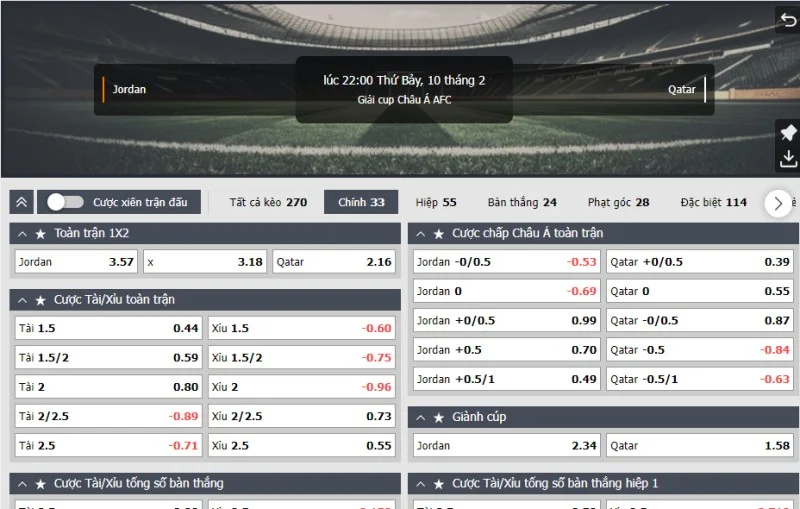 lúc 22:00 Thứ Bảy, 10 tháng 2
Jordan
Qatar
Giải cup Châu Á AFC
Cược xiên trận đấu
Tất cả kèo 270
Chính 33
Hiệp 55
Bàn thắng 24
Phạt góc 28
Đặc biệt 114
Toàn trận 1X2
Jordan 3.57 x 3.18 Qatar 2.16
Cược Tài/Xỉu toàn trận
Tài 1.5 0.44 Xỉu 1.5 -0.60
Tài 1.5/2 0.59 Xỉu 1.5/2 -0.75
Tài 2 0.80 Xỉu 2 -0.96
Tài 2/2.5 -0.89 Xỉu 2/2.5 0.73
Tài 2.5 -0.71 Xỉu 2.5 0.55
Cược Tài/Xỉu tổng số bàn thắng
Cược chấp Châu Á toàn trận
Jordan -0/0.5 -0.53 Qatar +0/0.5 0.39
Jordan 0 -0.69 Qatar 0 0.55
Jordan +0/0.5 0.99 Qatar -0/0.5 0.87
Jordan +0.5 0.70 Qatar -0.5 -0.84
Jordan +0.5/1 0.49 Qatar -0.5/1 -0.63
Giành cúp
Jordan 2.34 Qatar 1.58
Cược Tài/Xỉu tổng số bàn thắng hiệp 1